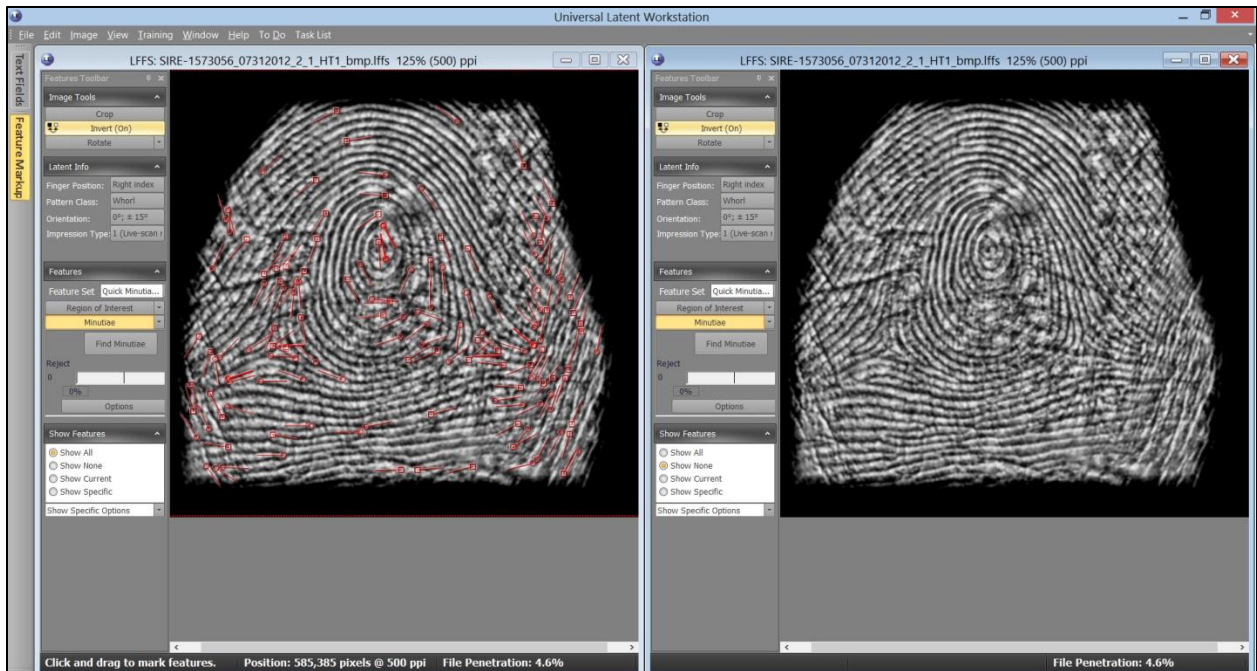 Universal Latent Workstation
File Edit Image View Training Window Help To Do Task List
Text Fields
Feature Markup
LFFS: SIRE-1573056_07312012_2_1_HT1_bmp.lffs 125% (500) ppi
Features Toolbar
Image Tools
Crop
Invert (On)
Rotate
Latent Info
Finger Position: Right index
Pattern Class: Whorl
Orientation: 0°; ± 15º
Impression Type: 1 (Live-scan
Features
Feature Set Quick Minutia...
Region of Interest
Minutiae
Find Minutiae
Reject
0
0%
Options
Show Features
Show All
Show None
Show Current
Show Specific
Show Specific Options
Click and drag to mark features. Position: 585,385 pixels @ 500 ppi File Penetration: 4.6%
LFFS: SIRE-1573056_07312012_2_1_HT1_bmp.lffs 125% (500) ppi
Features Toolbar
Image Tools
Crop
Invert (On)
Rotate
Latent Info
Finger Position: Right index
Pattern Class: Whorl
Orientation: 0°; ± 15º
Impression Type: 1 (Live-scan
Features
Feature Set Quick Minutia...
Region of Interest
Minutiae
Find Minutiae
Reject
0
0%
Options
Show Features
Show All
Show None
Show Current
Show Specific
Show Specific Options
File Penetration: 4.6%